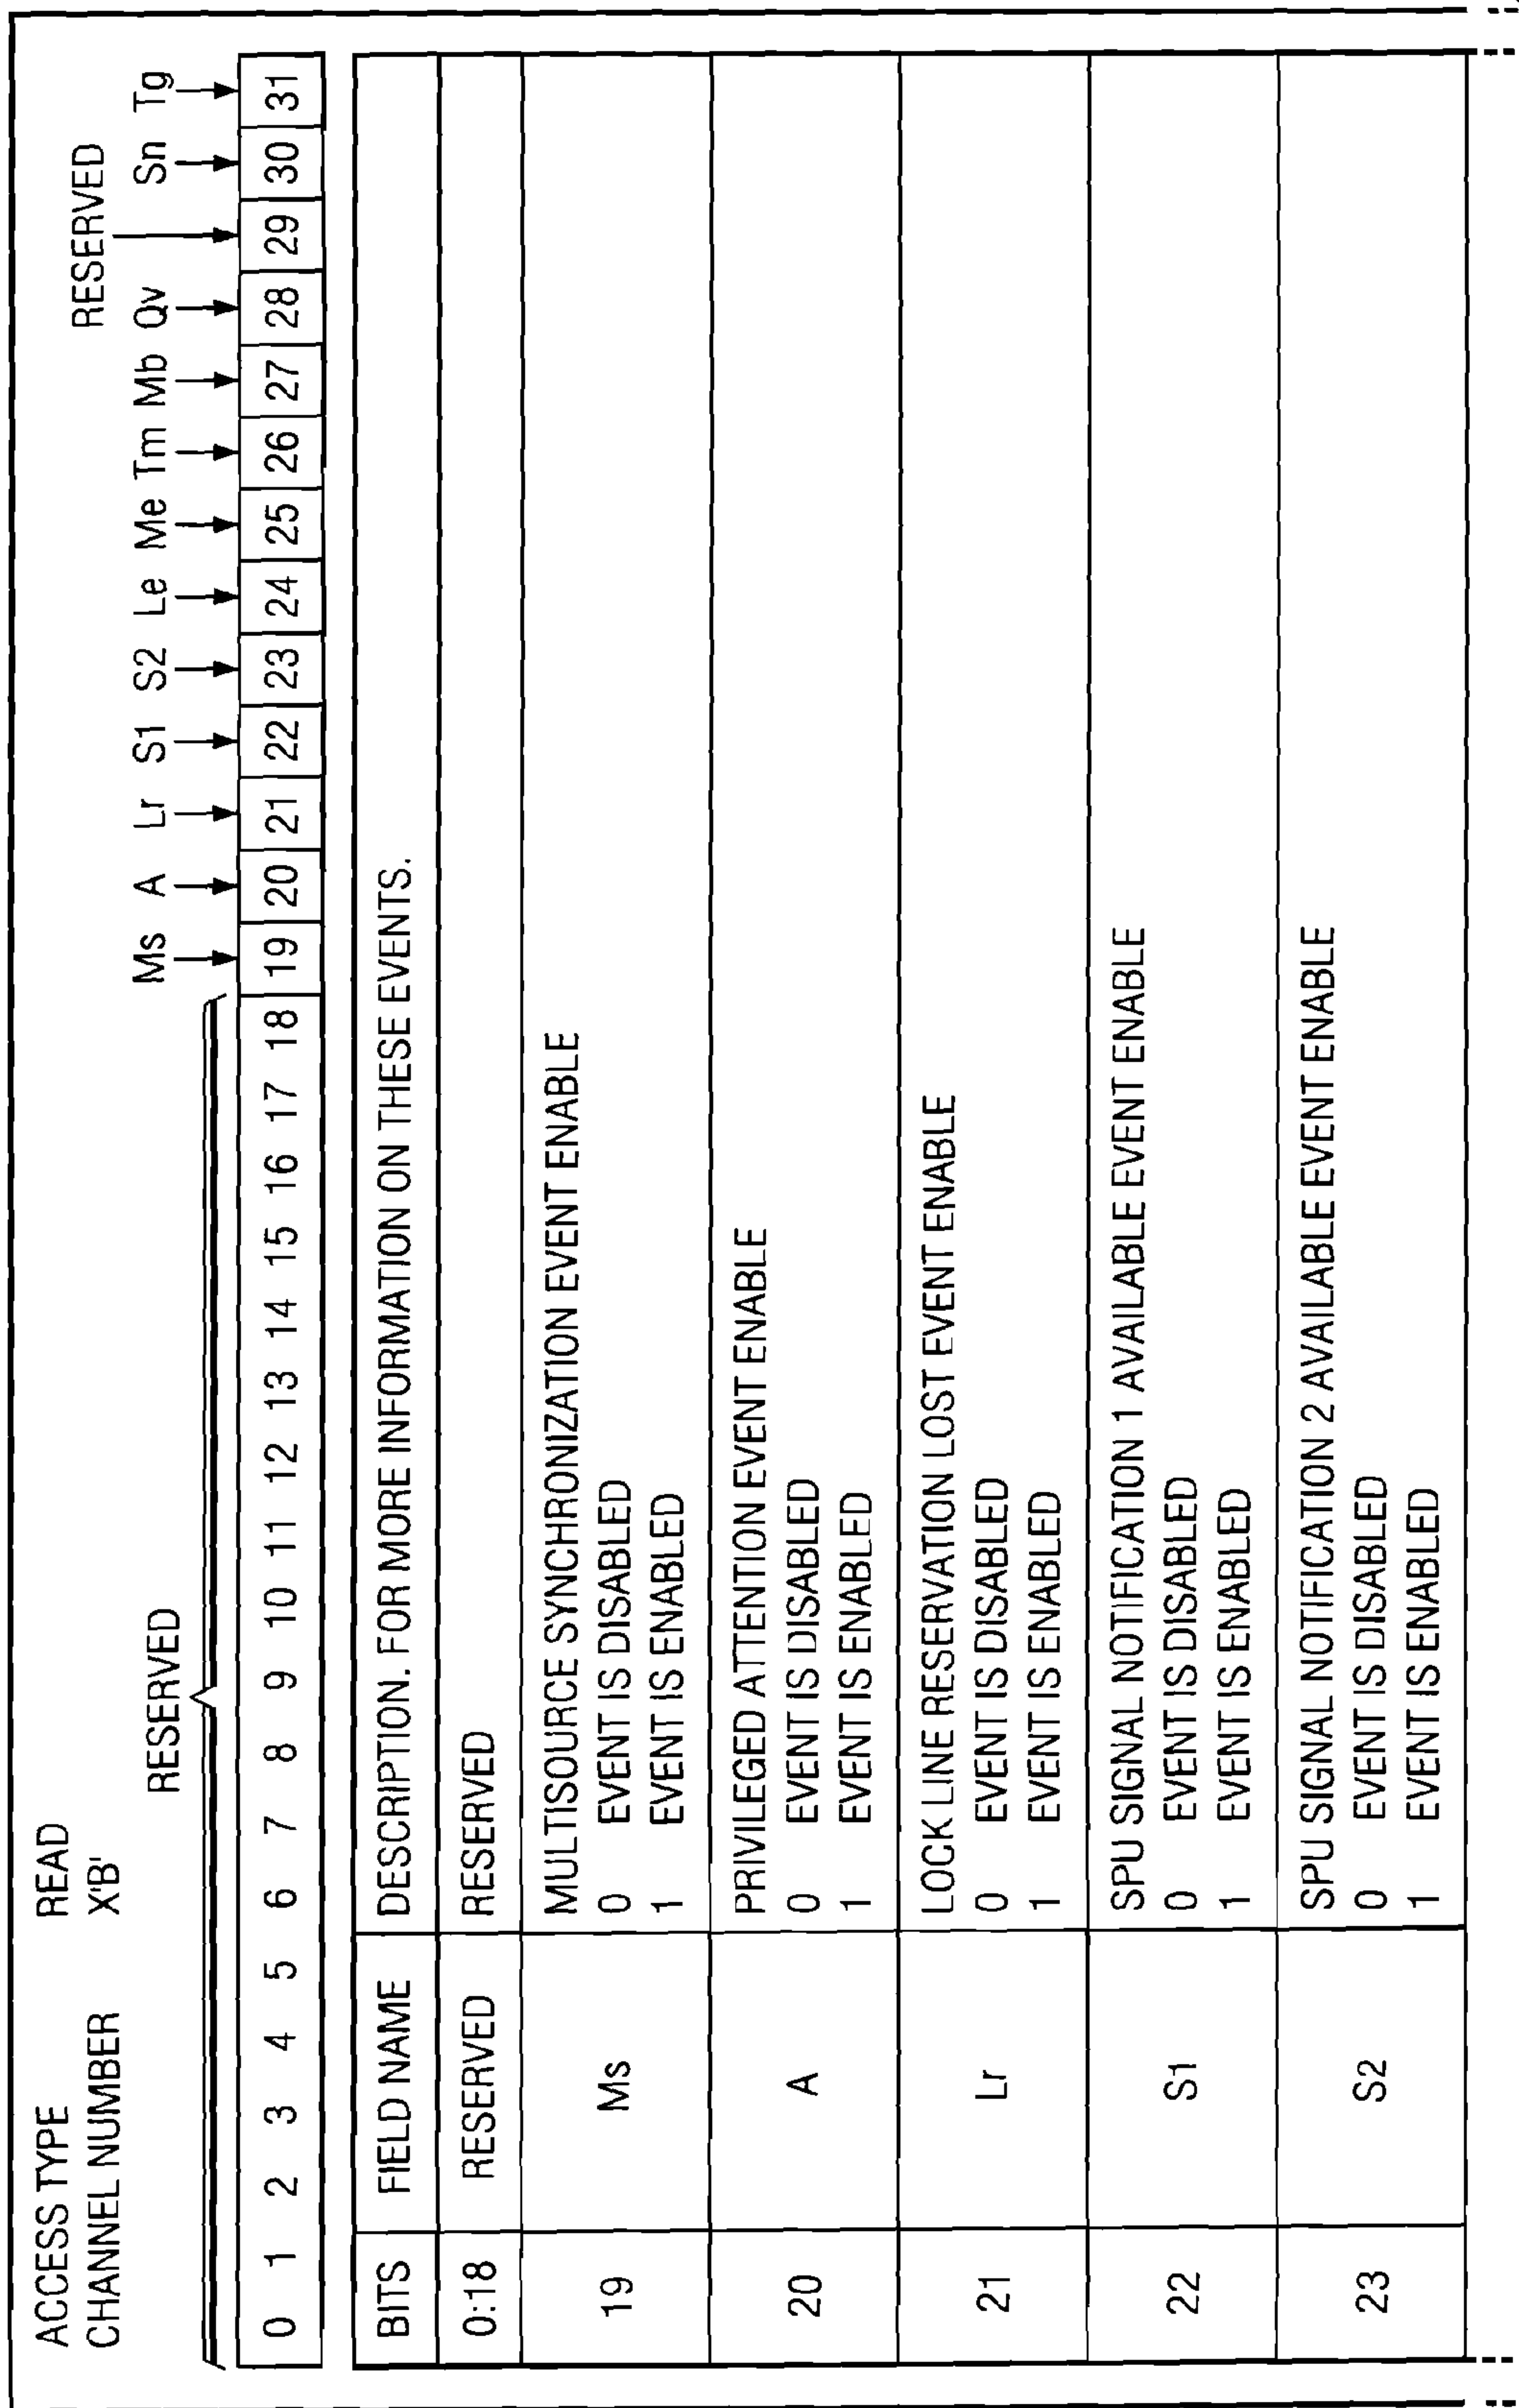 ACCESS TYPE READ
CHANNEL NUMBER X'B'
RESERVED
RESERVED
Ms A Lr S1 S2 Le Me Tm Mb Qv Sn Tg
0 1 2 3 4 5 6 7 8 9 10 11 12 13 14 15 16 17 18 19 20 21 22 23 24 25 26 27 28 29 30 31
BITS FIELD NAME DESCRIPTION. FOR MORE INFORMATION ON THESE EVENTS.
0:18 RESERVED RESERVED
19 Ms MULTISOURCE SYNCHRONIZATION EVENT ENABLE
0 EVENT IS DISABLED
1 EVENT IS ENABLED
20 A PRIVILEGED ATTENTION EVENT ENABLE
0 EVENT IS DISABLED
1 EVENT IS ENABLED
21 Lr LOCK LINE RESERVATION LOST EVENT ENABLE
0 EVENT IS DISABLED
1 EVENT IS ENABLED
22 S1 SPU SIGNAL NOTIFICATION 1 AVAILABLE EVENT ENABLE
0 EVENT IS DISABLED
1 EVENT IS ENABLED
23 S2 SPU SIGNAL NOTIFICATION 2 AVAILABLE EVENT ENABLE
0 EVENT IS DISABLED
1 EVENT IS ENABLED